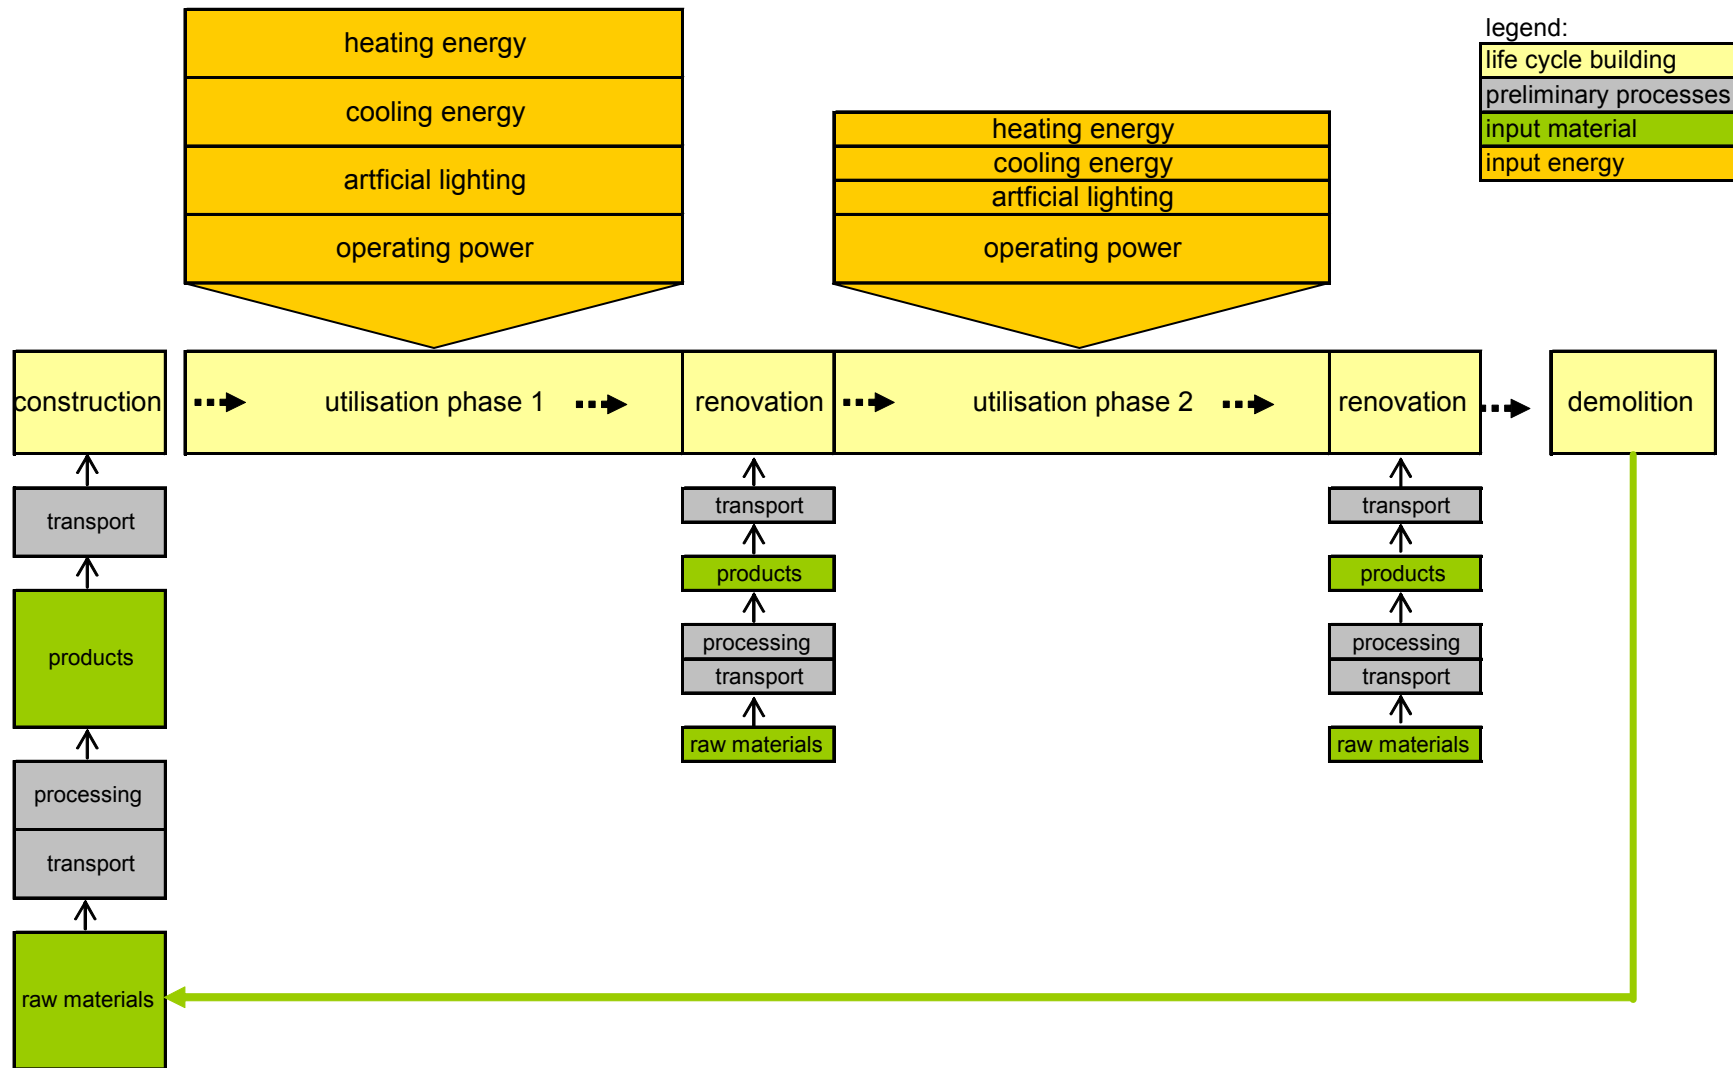 heating energy
cooling energy
artficial lighting
operating power
heating energy
cooling energy
artficial lighting
operating power
legend:
life cycle building
preliminary processes
input material
input energy
construction
utilisation phase 1
renovation
utilisation phase 2
renovation
demolition
transport
products
processing
transport
raw materials
transport
products
processing
transport
raw materials
transport
products
processing
transport
raw materials